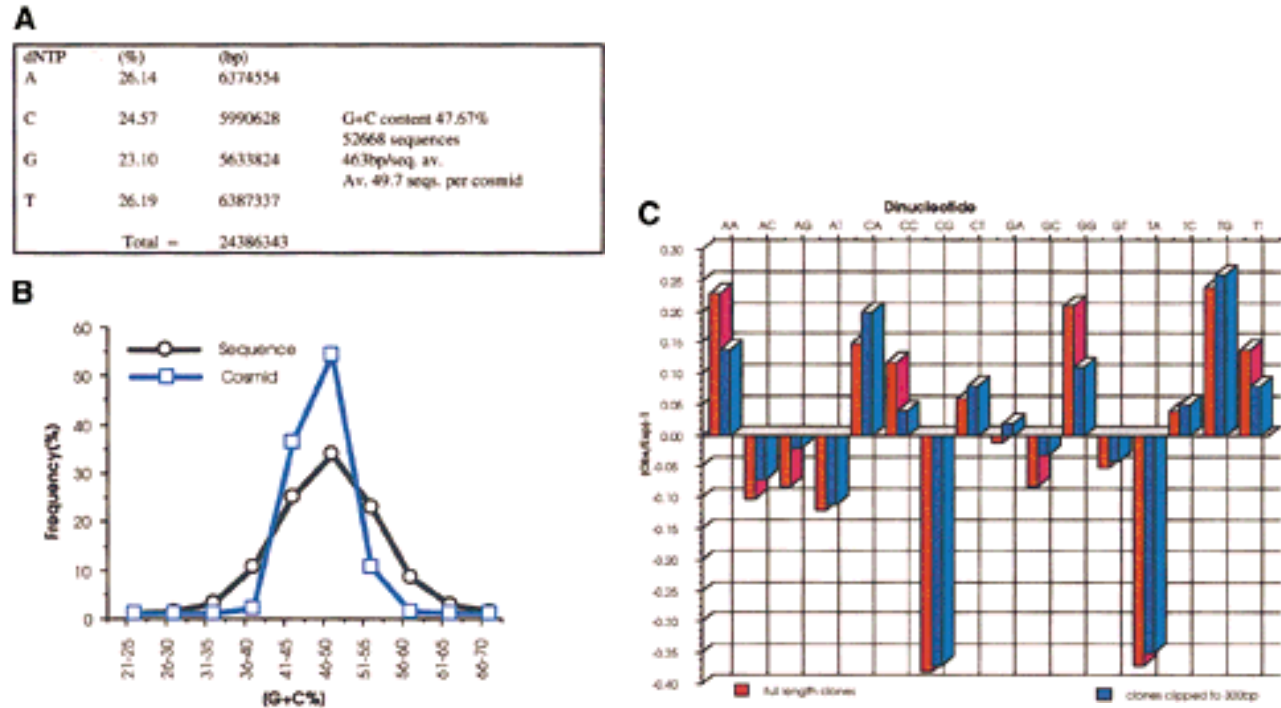 A
dNTP (%) (bp)
A 26.14 6374554
C 24.57 5990628 G+C content 47.67%
52668 sequences
G 23.10 5633824 463bp/seq. av.
Av. 49.7 seqs. per cosmid
T 26.19 6387337
Total = 24386343
B
60
50
40
30
20
10
0
Frequency(%)
Sequence
Cosmid
21-25
26-30
31-35
36-40
41-45
46-50
51-55
56-60
61-65
66-70
[G+C%]
C
Dinucleotide
AA AC AG AT CA CC CG CT GA GC GG GT TA TC TG TT
0.30
0.25
0.20
0.15
0.10
0.05
0.00
-0.05
-0.10
-0.15
-0.20
-0.25
-0.30
-0.35
-0.40
full length clones
clones clipped to 300bp